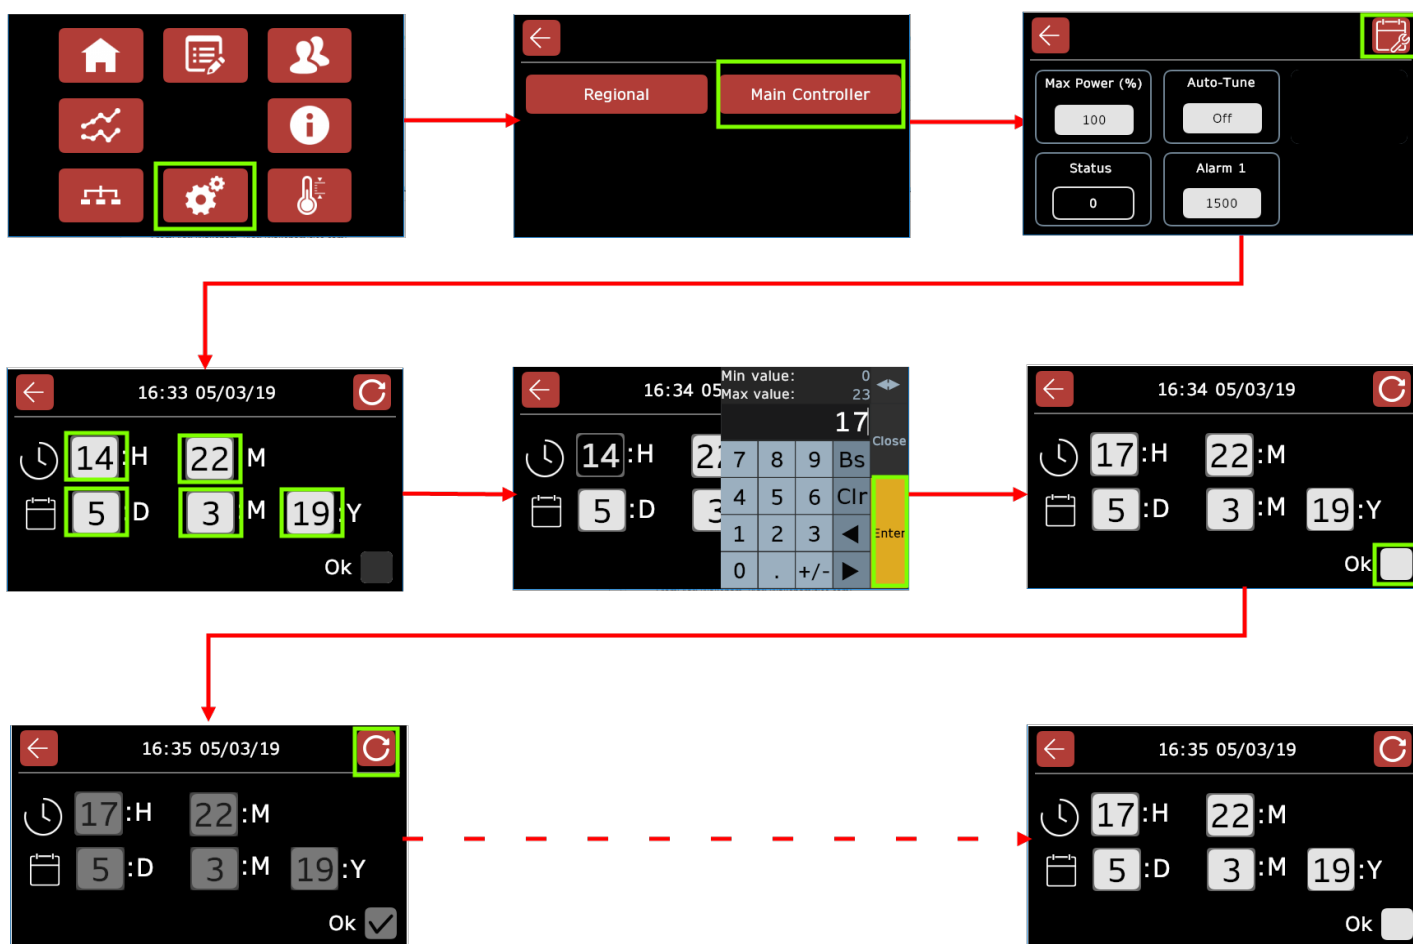 Regional
Main Controller
Max Power (%)
100
Auto-Tune
Off
Status
0
Alarm 1
1500
16:33 05/03/19
14 :H 22 M
5 :D 3 :M 19 :Y
Ok
16:34 05
14 :H 22
5 :D 3
Min value: 0
Max value: 23
17
Close
7 8 9 Bs
4 5 6 Clr
1 2 3
0 . +/-
Enter
16:34 05/03/19
17 :H 22 :M
5 :D 3 :M 19 :Y
Ok
16:35 05/03/19
17 :H 22 :M
5 :D 3 :M 19 :Y
Ok
16:35 05/03/19
17 :H 22 :M
5 :D 3 :M 19 :Y
Ok